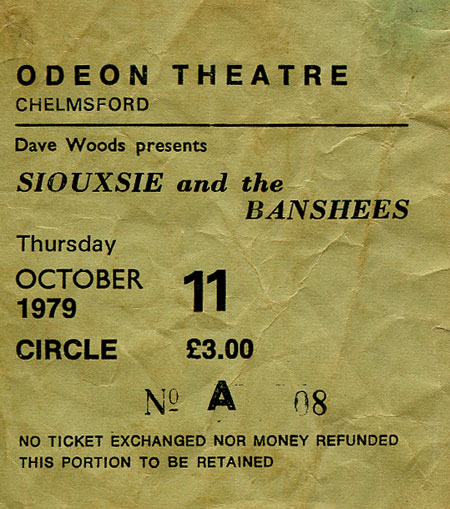 ODEON THEATRE
CHELMSFORD
Dave Woods presents
SIOUXSIE and the
BANSHEES
Thursday
OCTOBER 11
1979
CIRCLE £3.00
Nº A 08
NO TICKET EXCHANGED NOR MONEY REFUNDED
THIS PORTION TO BE RETAINED